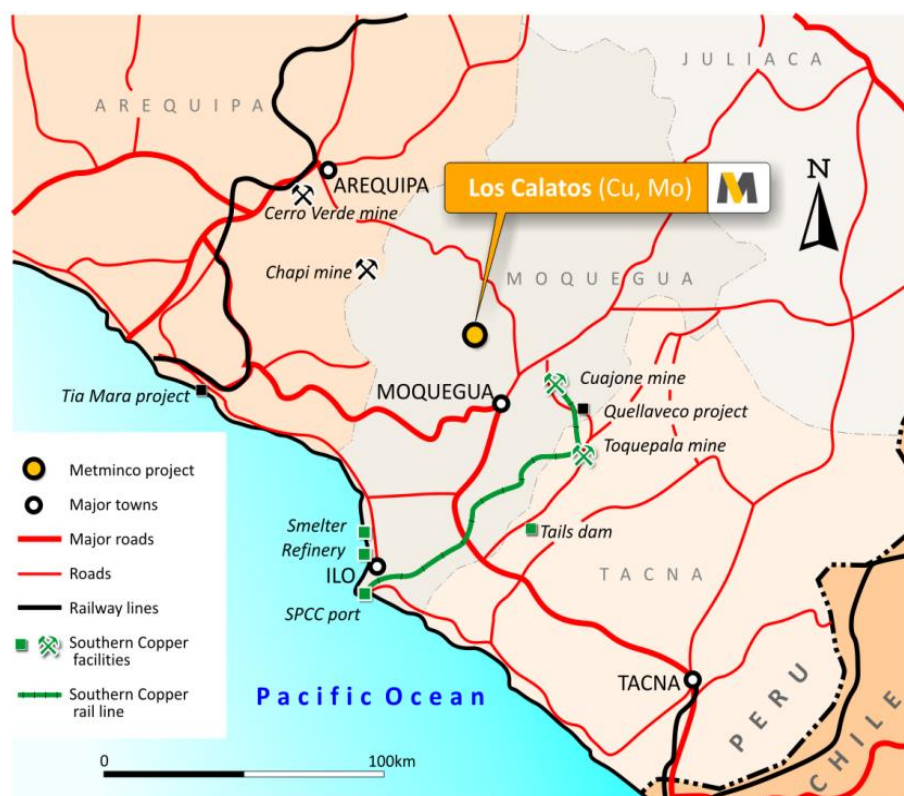 JULIACA
AREQUIPA
AREQUIPA
Los Calatos (Cu, Mo)
N
Cerro Verde mine
Chapi mine
MOQUEGUA
Cuajone mine
Tia Mara project
MOQUEGUA
Quellaveco project
Toquepala mine
Metminco project
Major towns
Major roads
Roads
Railway lines
Southern Copper
facilities
Southern Copper
rail line
Smelter
Refinery
ILO
SPCC port
Tails dam
TACNA
Pacific Ocean
TACNA
PERU
CHILE
0
100km